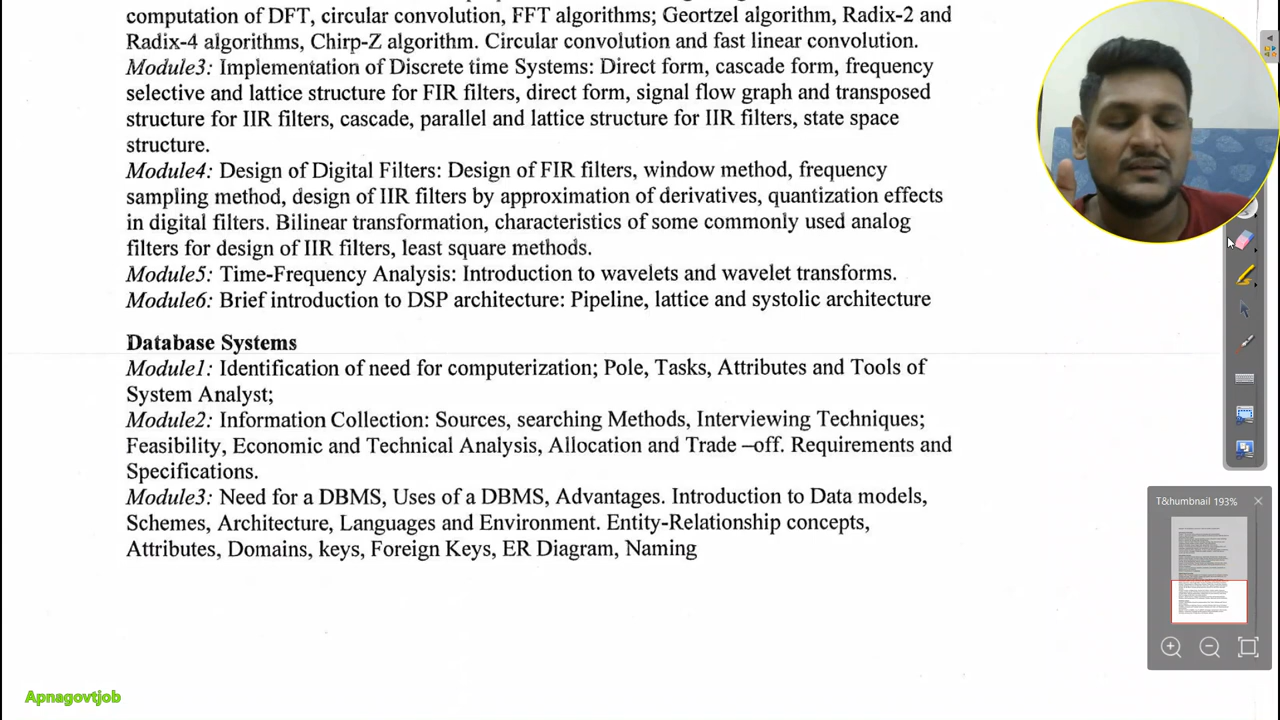 computation of DFT, circular convolution, FFT algorithms; Geortzel algorithm, Radix-2 and
Radix-4 algorithms, Chirp-Z algorithm. Circular convolution and fast linear convolution.
Module3: Implementation of Discrete time Systems: Direct form, cascade form, frequency
selective and lattice structure for FIR filters, direct form, signal flow graph and transposed
structure for IIR filters, cascade, parallel and lattice structure for IIR filters, state space
structure.
Module4: Design of Digital Filters: Design of FIR filters, window method, frequency
sampling method, design of IIR filters by approximation of derivatives, quantization effects
in digital filters. Bilinear transformation, characteristics of some commonly used analog
filters for design of IIR filters, least square methods.
Module5: Time-Frequency Analysis: Introduction to wavelets and wavelet transforms.
Module6: Brief introduction to DSP architecture: Pipeline, lattice and systolic architecture
Database Systems
Module1: Identification of need for computerization; Pole, Tasks, Attributes and Tools of
System Analyst;
Module2: Information Collection: Sources, searching Methods, Interviewing Techniques;
Feasibility, Economic and Technical Analysis, Allocation and Trade –off. Requirements and
Specifications.
Module3: Need for a DBMS, Uses of a DBMS, Advantages. Introduction to Data models,
Schemes, Architecture, Languages and Environment. Entity-Relationship concepts,
Attributes, Domains, keys, Foreign Keys, ER Diagram, Naming
T&humbnail 193%
Apnagovtjob